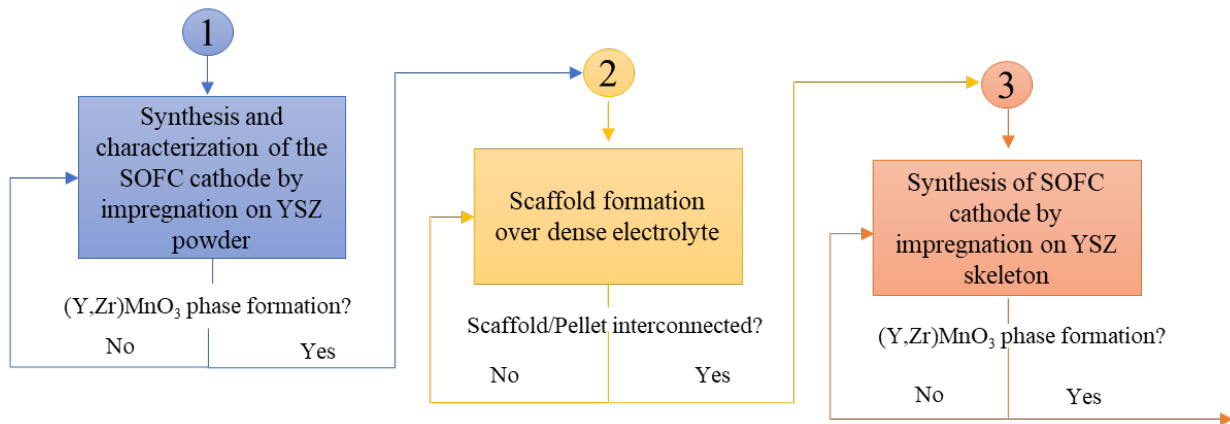 1
Synthesis and
characterization of the
SOFC cathode by
impregnation on YSZ
powder
(Y,Zr)MnO₃ phase formation?
No
Yes
2
Scaffold formation
over dense electrolyte
Scaffold/Pellet interconnected?
No
Yes
3
Synthesis of SOFC
cathode by
impregnation on YSZ
skeleton
(Y,Zr)MnO₃ phase formation?
No
Yes